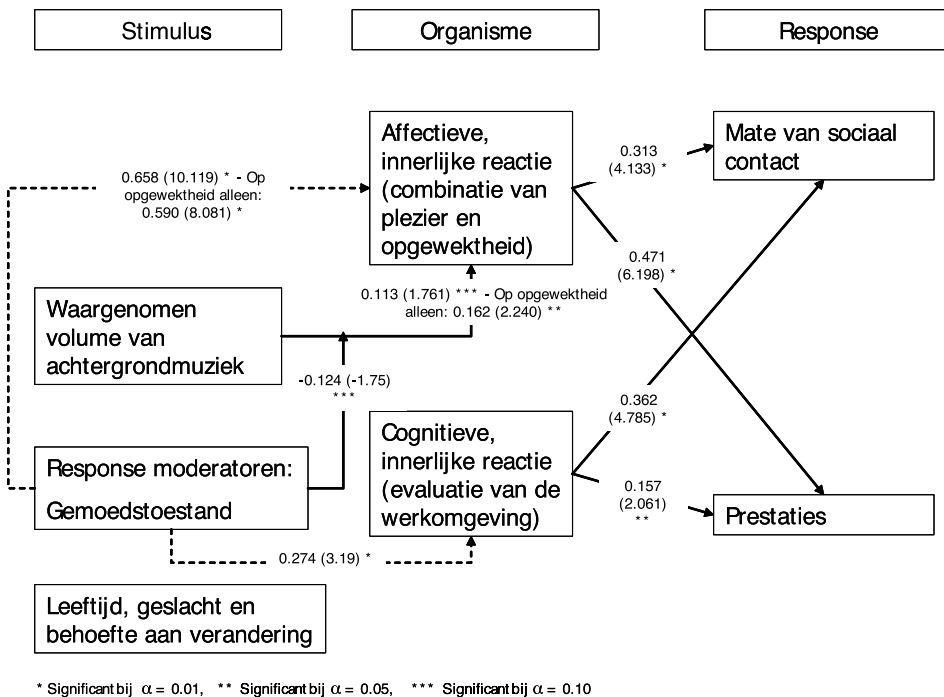 Stimulus
Organisme
Response
0.658 (10.119) * - Op
opgewektheid alleen:
0.590 (8.081) *
Affectieve,
innerlijke reactie
(combinatie van
plezier en
opgewektheid)
0.313
(4.133) *
Mate van sociaal
contact
0.471
(6.198) *
0.113 (1.761) *** - Op opgewektheid
alleen: 0.162 (2.240) **
Waargenomen
volume van
achtergrondmuziek
-0.124 (-1.75)
***
0.362
(4.785) *
Cognitieve,
innerlijke reactie
(evaluatie van de
werkomgeving)
Response moderatoren:
Gemoedstoestand
0.157
(2.061)
**
Prestaties
0.274 (3.19) *
Leeftijd, geslacht en
behoefte aan verandering
* Significant bij α = 0.01, ** Significant bij α = 0.05, *** Significant bij α = 0.10